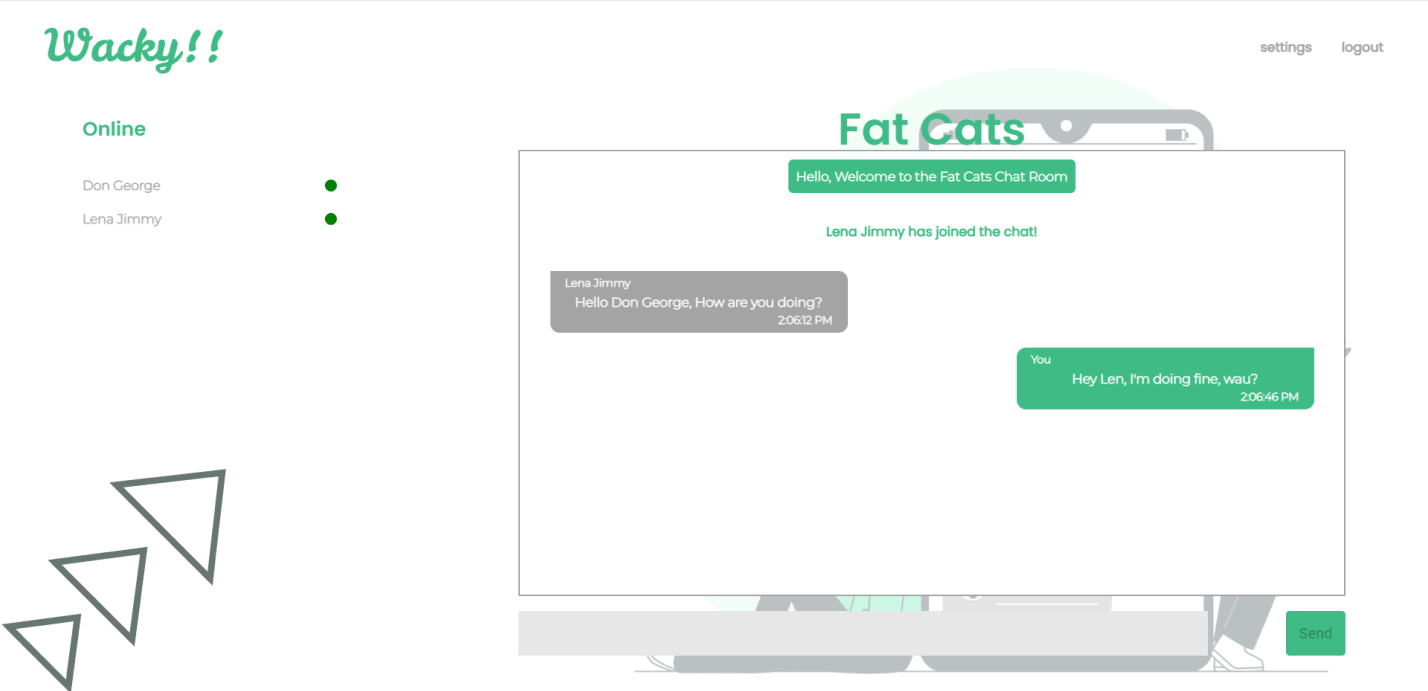 Wacky!!
settings
logout
Online
Don George
Lena Jimmy
Fat Cats
Hello, Welcome to the Fat Cats Chat Room
Lena Jimmy has joined the chat!
Lena Jimmy
Hello Don George, How are you doing?
2:06:12 PM
You
Hey Len, I'm doing fine, wau?
2:06:46 PM
Send